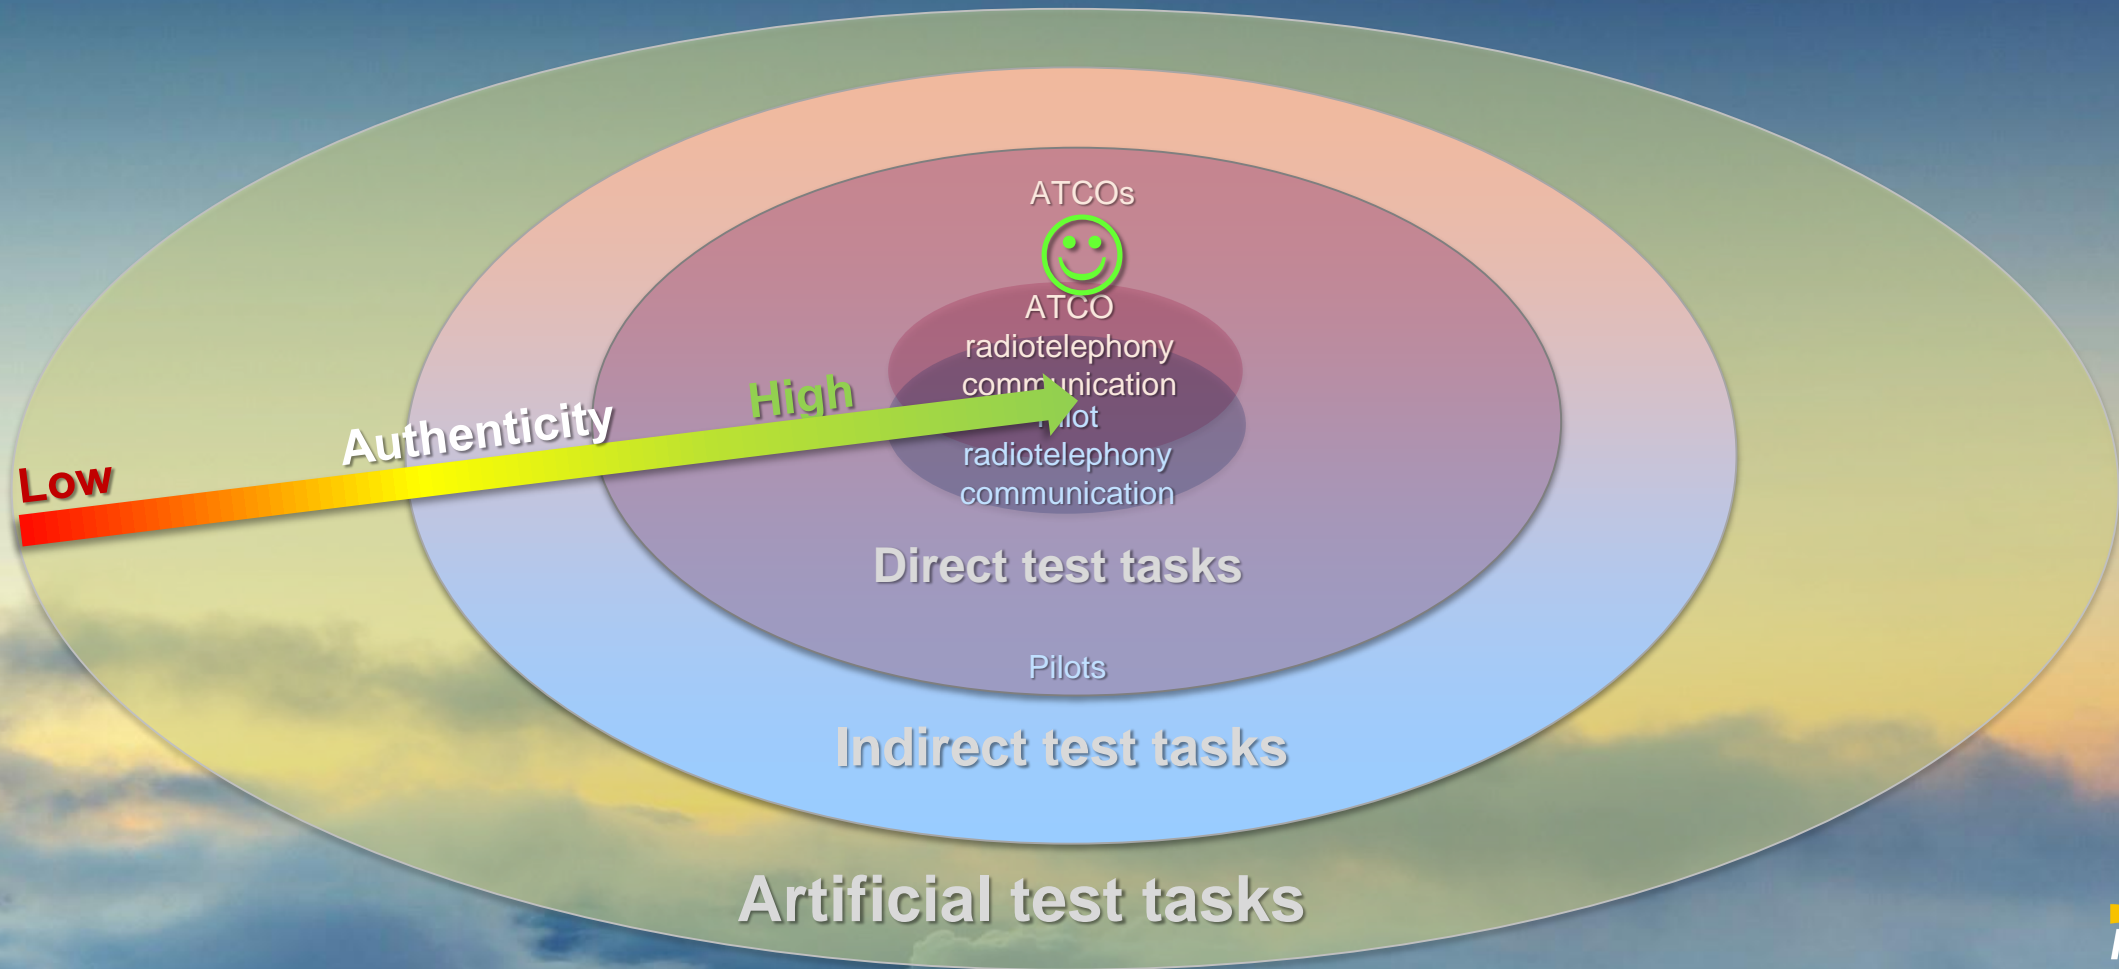 ATCOs
ATCO
radiotelephony
communication
radiotelephony
communication
High
Authenticity
Low
Direct test tasks
Pilots
Indirect test tasks
Artificial test tasks